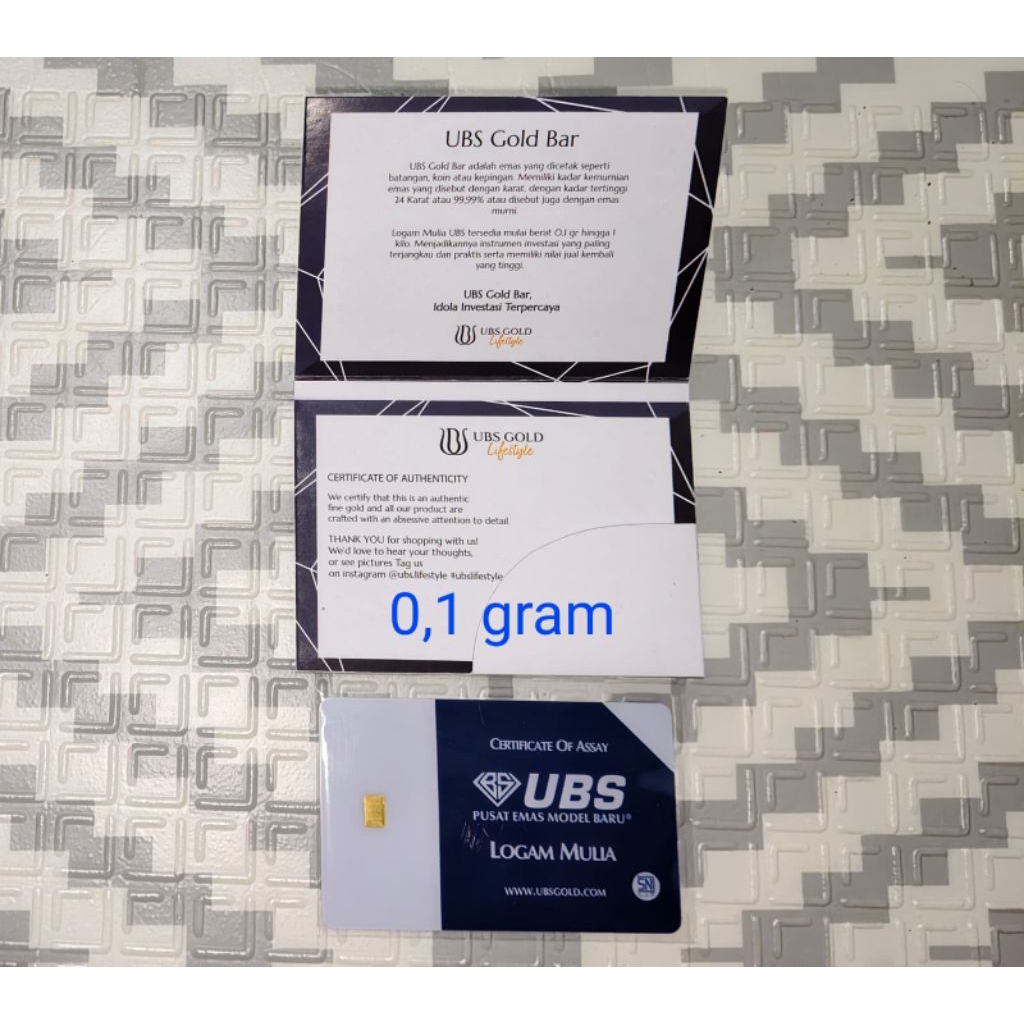 UBS Gold Bar
UBS Gold Bar adalah emas yang dicetak seperti
batangan, koin atau kepingan. Memiliki kadar kemurnian
emas yang disebut dengan karat, dengan kadar tertinggi
24 Karat atau 99.99% atau disebut juga dengan emas
murni.
Logam Mulia UBS tersedia mulai berat 0,1 gr hingga 1
kilo. Menjadikannya instrumen investasi yang paling
terjangkau dan praktis serta memiliki nilai jual kembali
yang tinggi.
UBS Gold Bar,
Idola Investasi Terpercaya
UBS GOLD
Lifestyle
UBS GOLD
Lifestyle
CERTIFICATE OF AUTHENTICITY
We certify that this is an authentic
fine gold and all our product are
crafted with an absessive attention to detail
THANK YOU for shopping with us!
We'd love to hear your thoughts,
or see pictures Tag us
on instagram @ubs.lifestyle #ubslifestyle
0,1 gram
CERTIFICATE OF ASSAY
BS UBS
PUSAT EMAS MODEL BARU®
LOGAM MULIA
WWW.UBSGOLD.COM
SNI